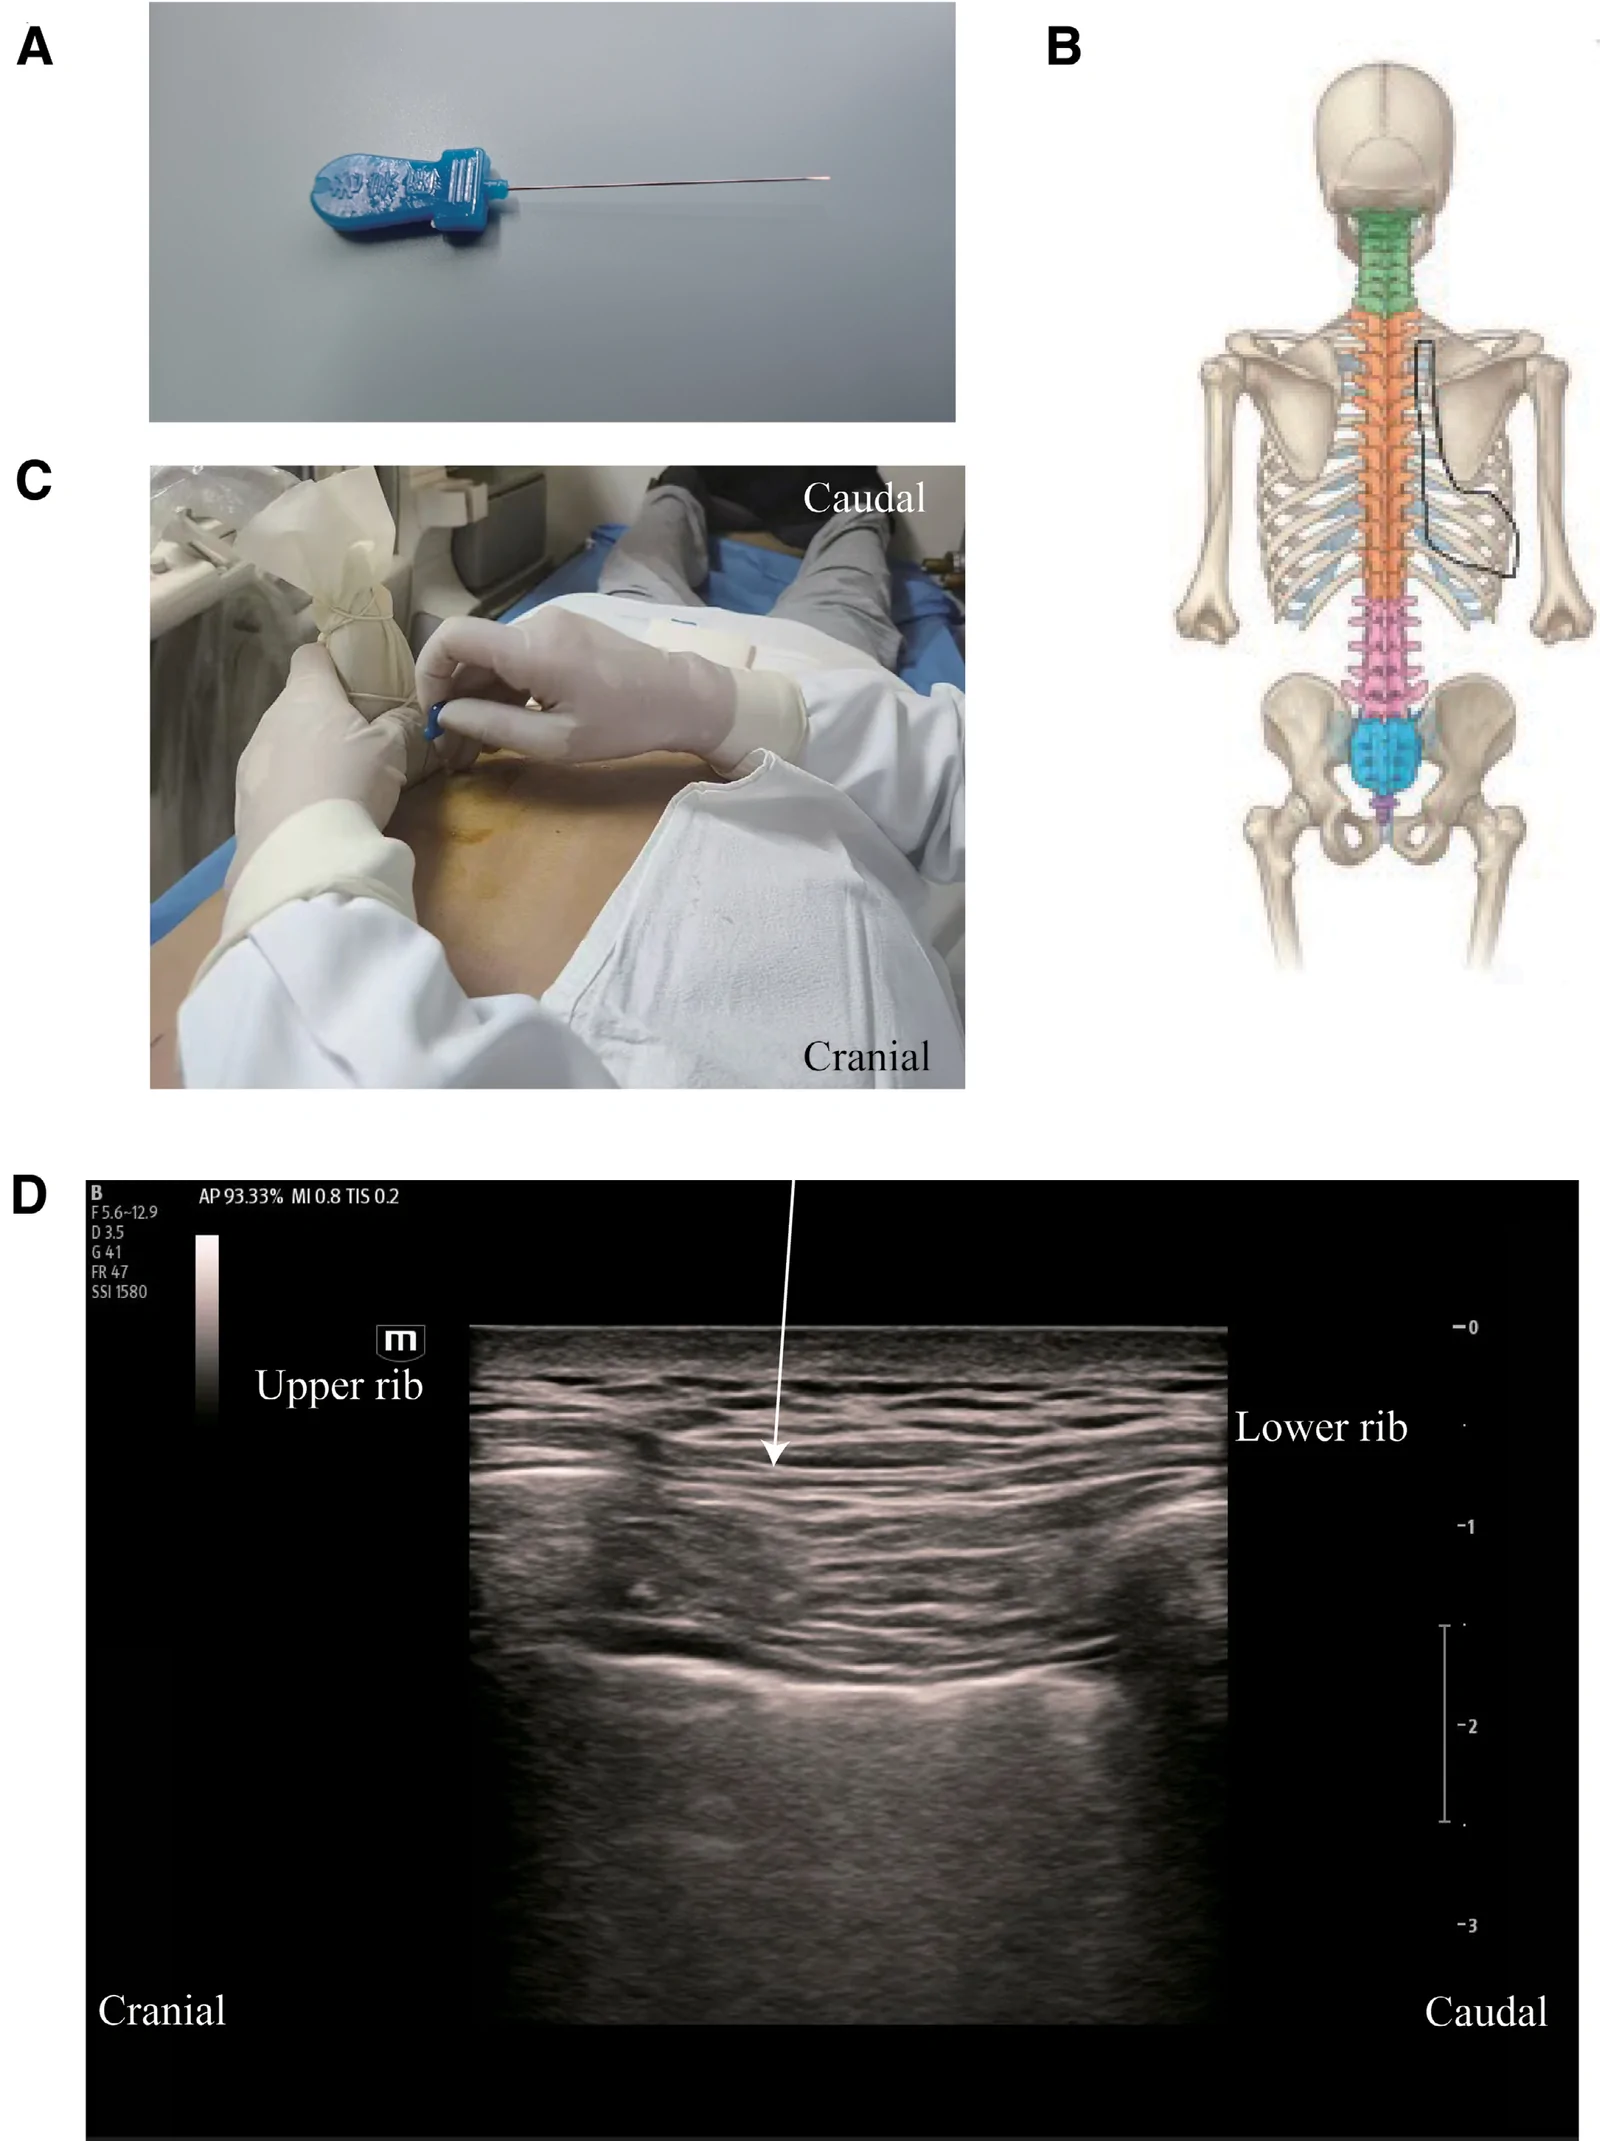 A
B
C
Caudal
Cranial
D
B
F 5.6~12.9
D 3.5
G 41
FR 47
SSI 1580
AP 93.33% MI 0.8 TIS 0.2
m
Upper rib
Lower rib
0
1
2
3
Cranial
Caudal